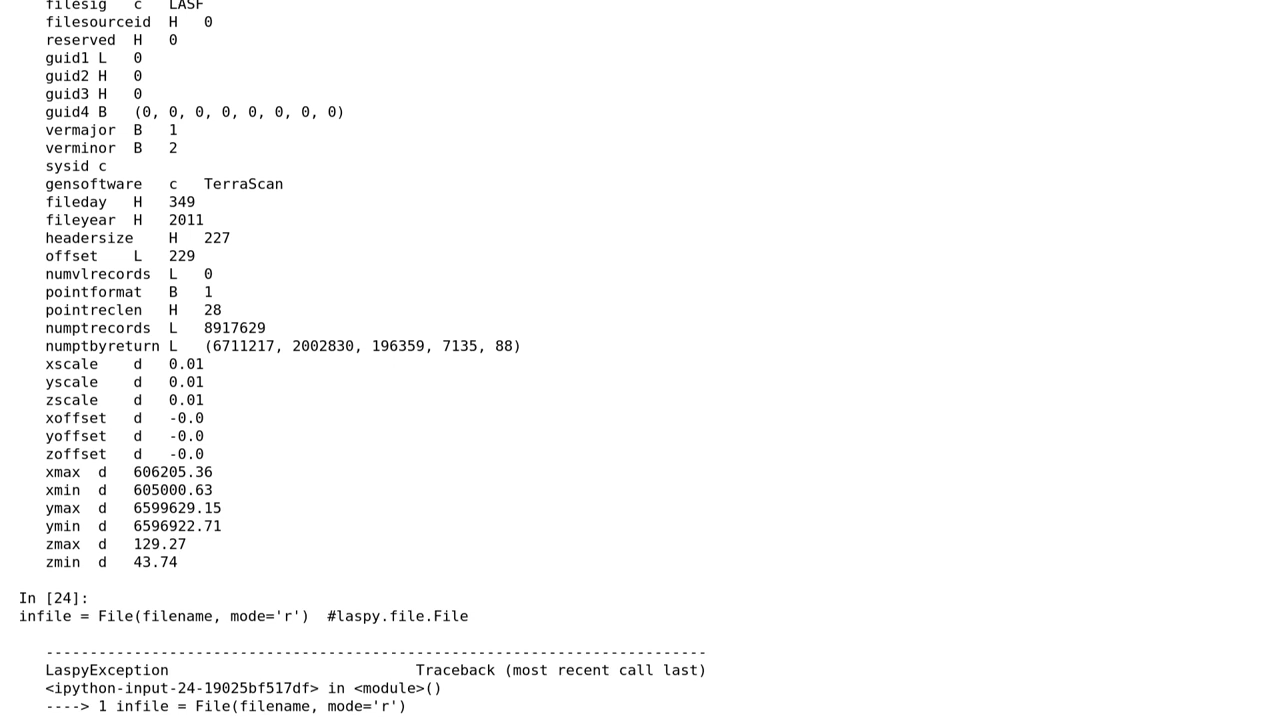 filesig c LASF
filesourceid H 0
reserved H 0
guid1 L 0
guid2 H 0
guid3 H 0
guid4 B (0, 0, 0, 0, 0, 0, 0, 0)
vermajor B 1
verminor B 2
sysid c
gensoftware c TerraScan
fileday H 349
fileyear H 2011
headersize H 227
offset L 229
numvlrecords L 0
pointformat B 1
pointreclen H 28
numptrecords L 8917629
numptbyreturn L (6711217, 2002830, 196359, 7135, 88)
xscale d 0.01
yscale d 0.01
zscale d 0.01
xoffset d -0.0
yoffset d -0.0
zoffset d -0.0
xmax d 606205.36
xmin d 605000.63
ymax d 6599629.15
ymin d 6596922.71
zmax d 129.27
zmin d 43.74
In [24]:
infile = File(filename, mode='r') #laspy.file.File
---------------------------------------------------------------------------
LaspyException Traceback (most recent call last)
<ipython-input-24-19025bf517df> in <module>()
----> 1 infile = File(filename, mode='r')